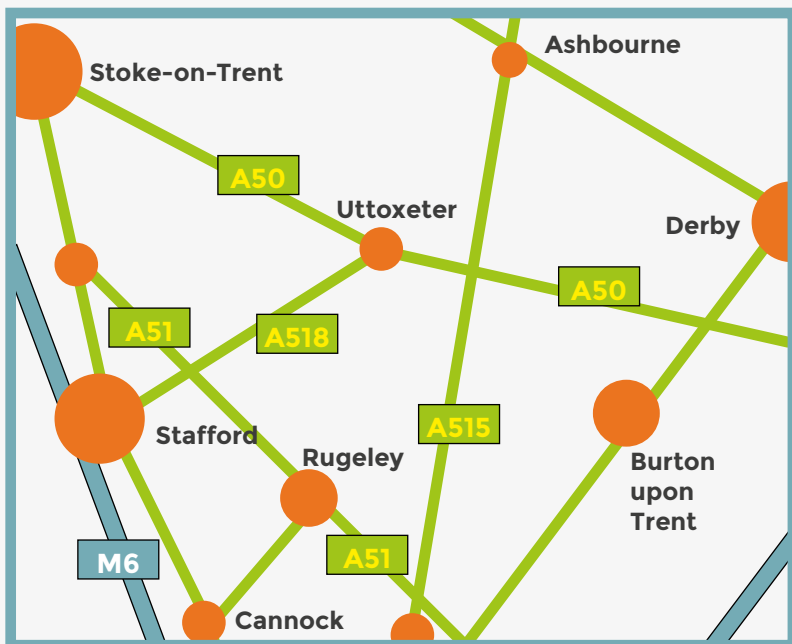 Ashbourne
Stoke-on-Trent
A50
Uttoxeter
Derby
A50
A51
A518
A515
Stafford
Rugeley
Burton
upon
Trent
A51
M6
Cannock